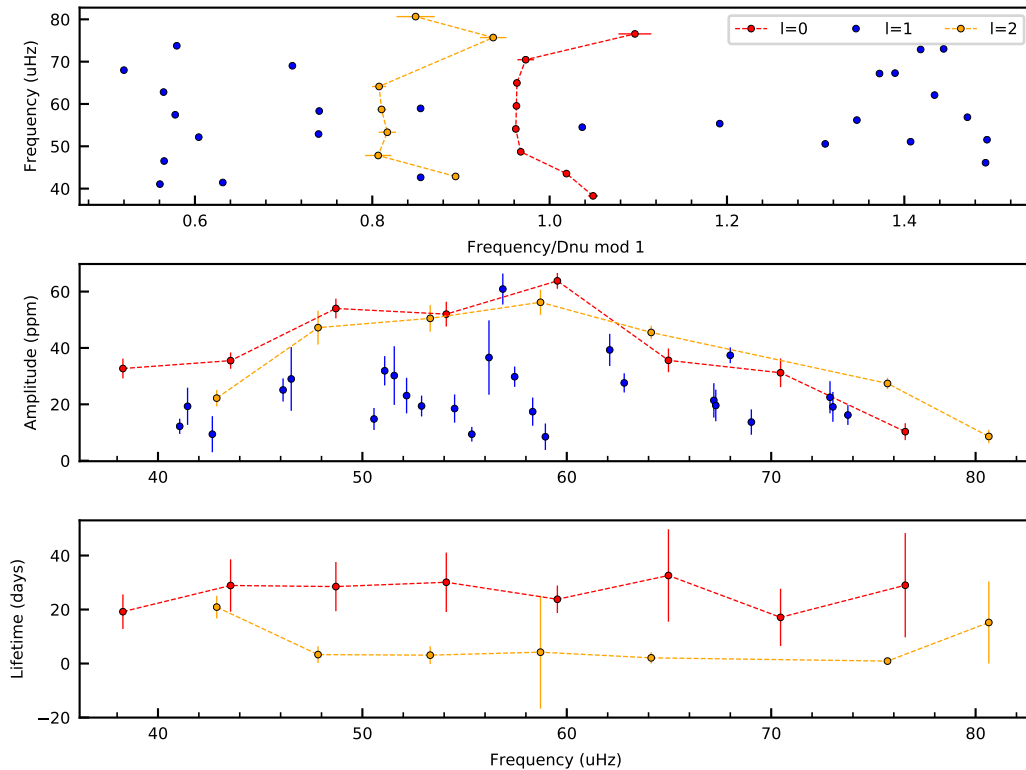 80
70
60
50
40
Frequency (uHz)
l=0 l=1 l=2
0.6 0.8 1.0 1.2 1.4
Frequency/Dnu mod 1
60
40
20
0
Amplitude (ppm)
40 50 60 70 80
40
20
0
−20
Lifetime (days)
40 50 60 70 80
Frequency (uHz)